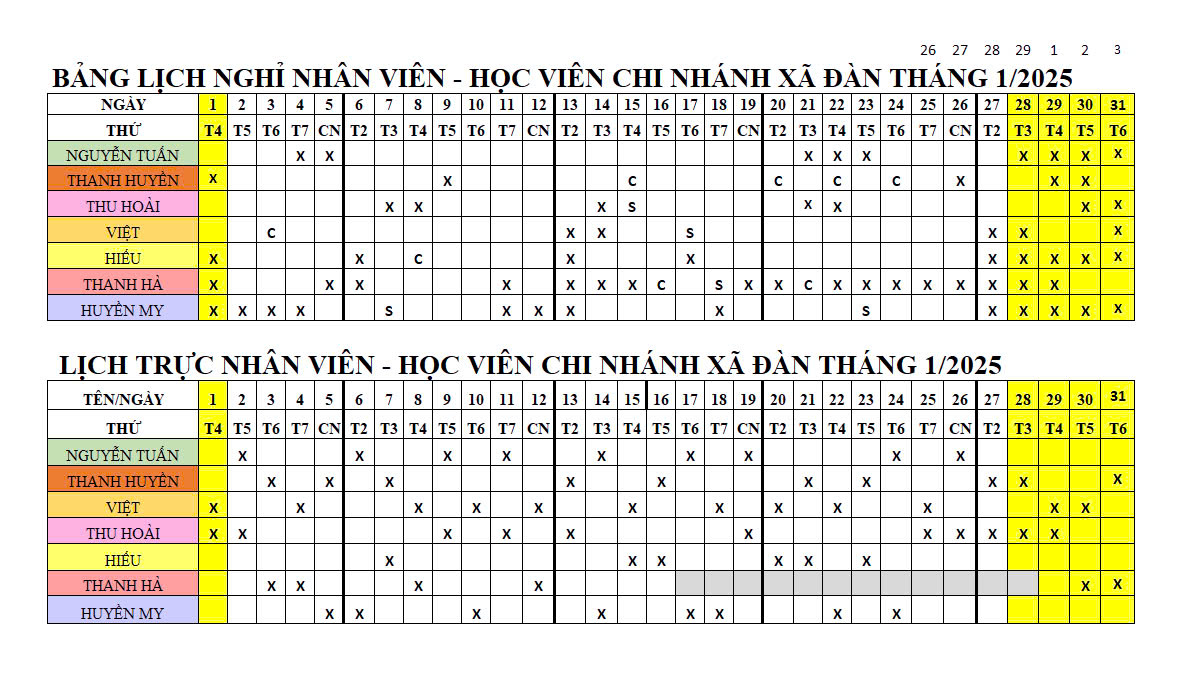 26 27 28 29 1 2 3
BẢNG LỊCH NGHỈ NHÂN VIÊN - HỌC VIÊN CHI NHÁNH XÃ ĐÀN THÁNG 1/2025
NGÀY 1 2 3 4 5 6 7 8 9 10 11 12 13 14 15 16 17 18 19 20 21 22 23 24 25 26 27 28 29 30 31
THỨ T4 T5 T6 T7 CN T2 T3 T4 T5 T6 T7 CN T2 T3 T4 T5 T6 T7 CN T2 T3 T4 T5 T6 T7 CN T2 T3 T4 T5 T6
NGUYỄN TUẤN X X X X X X X X X
THANH HUYỀN X X C C C C X X X
THU HOÀI X X X S X X X X
VIỆT C X X S X X X
HIẾU X X C X X X X X X X
THANH HÀ X X X X X X X C S X X C X X X X X X X X
HUYỀN MY X X X X S X X X X S X X X X X
LỊCH TRỰC NHÂN VIÊN - HỌC VIÊN CHI NHÁNH XÃ ĐÀN THÁNG 1/2025
TÊN/NGÀY 1 2 3 4 5 6 7 8 9 10 11 12 13 14 15 16 17 18 19 20 21 22 23 24 25 26 27 28 29 30 31
THỨ T4 T5 T6 T7 CN T2 T3 T4 T5 T6 T7 CN T2 T3 T4 T5 T6 T7 CN T2 T3 T4 T5 T6 T7 CN T2 T3 T4 T5 T6
NGUYỄN TUẤN X X X X X X X X X
THANH HUYỀN X X X X X X X X X X
VIỆT X X X X X X X X X X X X
THU HOÀI X X X X X X X X X X X
HIẾU X X X X X X
THANH HÀ X X X X X X
HUYỀN MY X X X X X X X X